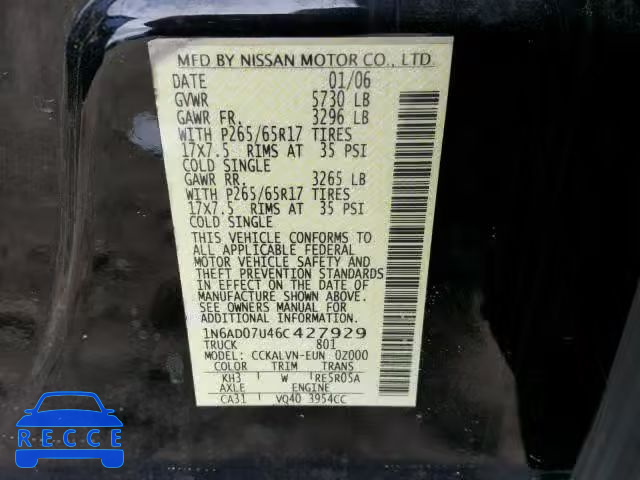 MFD BY NISSAN MOTOR CO., LTD.
DATE 01/06
GVWR 5730 LB
GAWR FR. 3296 LB
WITH P265/65R17 TIRES
17X7.5 RIMS AT 35 PSI
COLD SINGLE
GAWR RR. 3265 LB
WITH P265/65R17 TIRES
17X7.5 RIMS AT 35 PSI
COLD SINGLE
THIS VEHICLE CONFORMS TO
ALL APPLICABLE FEDERAL
MOTOR VEHICLE SAFETY AND
THEFT PREVENTION STANDARDS
IN EFFECT ON THE DATE OF
MANUFACTURE SHOWN ABOVE.
SEE OWNERS MANUAL FOR
ADDITIONAL INFORMATION.
1N6AD07U46C427929
TRUCK 801
MODEL: CCKALVN-EUN 0Z000
COLOR TRIM TRANS
KH3 W RE5R05A
AXLE ENGINE
CA31 VQ40 3954CC
RECCE